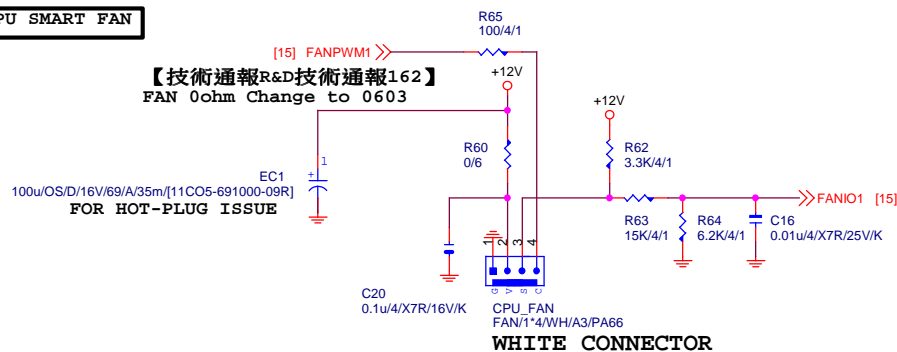 PU SMART FAN
R65
100/4/1
[15] FANPWM1
【技術通報R&D技術通報162】
FAN 0ohm Change to 0603
+12V
+12V
R60
0/6
R62
3.3K/4/1
1
+
EC1
100u/OS/D/16V/69/A/35m/[11CO5-691000-09R]
FOR HOT-PLUG ISSUE
FANIO1 [15]
R63
15K/4/1
R64
6.2K/4/1
C16
0.01u/4/X7R/25V/K
1
2
3
4
G
V
S
C
C20
0.1u/4/X7R/16V/K
CPU_FAN
FAN/1*4/WH/A3/PA66
WHITE CONNECTOR